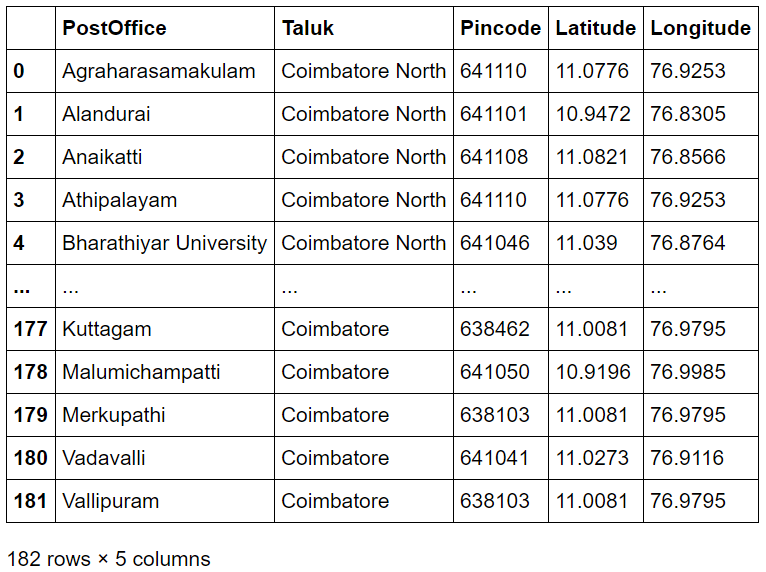 PostOffice Taluk Pincode Latitude Longitude
0 Agraharasamakulam Coimbatore North 641110 11.0776 76.9253
1 Alandurai Coimbatore North 641101 10.9472 76.8305
2 Anaikatti Coimbatore North 641108 11.0821 76.8566
3 Athipalayam Coimbatore North 641110 11.0776 76.9253
4 Bharathiyar University Coimbatore North 641046 11.039 76.8764
... ... ... ... ... ...
177 Kuttagam Coimbatore 638462 11.0081 76.9795
178 Malumichampatti Coimbatore 641050 10.9196 76.9985
179 Merkupathi Coimbatore 638103 11.0081 76.9795
180 Vadavalli Coimbatore 641041 11.0273 76.9116
181 Vallipuram Coimbatore 638103 11.0081 76.9795
182 rows × 5 columns